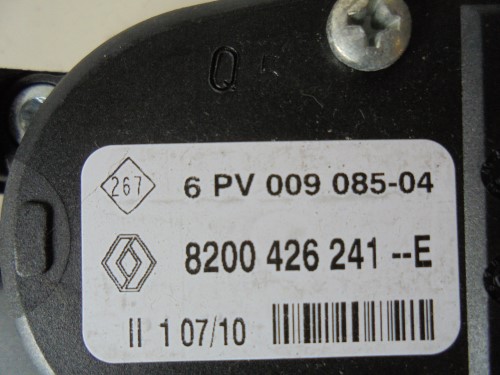 Q
267 6 PV 009 085-04
8200 426 241 --E
II 1 07/10